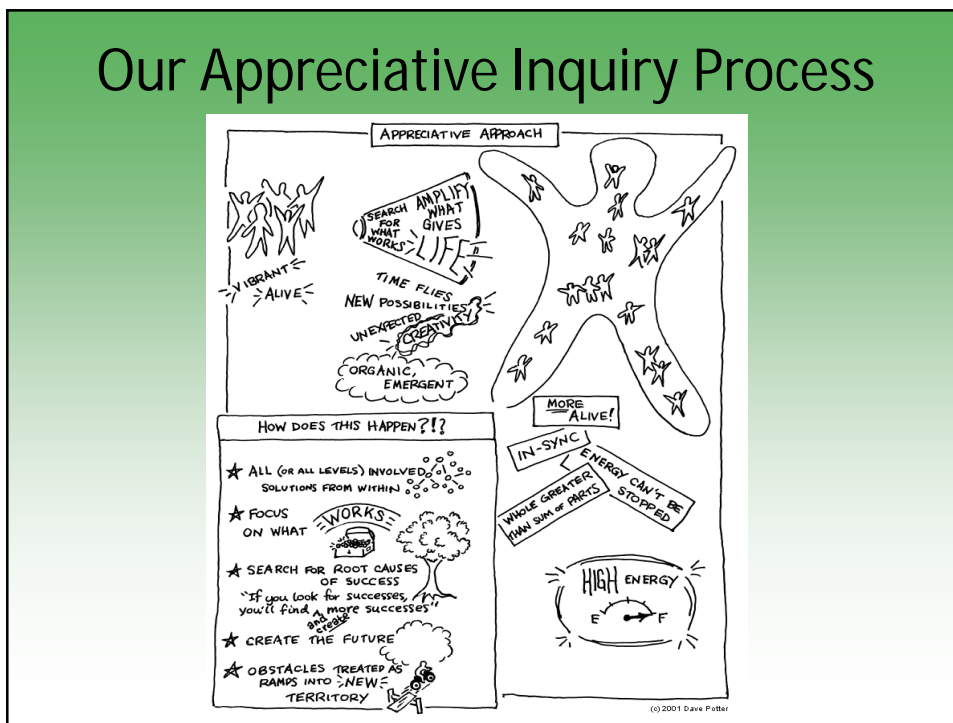 Our Appreciative Inquiry Process
APPRECIATIVE APPROACH
VIBRANT
ALIVE
SEARCH
FOR
WHAT
WORKS
AMPLIFY
WHAT
GIVES
LIFE
TIME FLIES
NEW POSSIBILITIES
UNEXPECTED
CREATIVITY
ORGANIC,
EMERGENT
MORE
ALIVE!
IN-SYNC
ENERGY CAN'T BE
STOPPED
WHOLE GREATER
THAN SUM OF PARTS
HIGH ENERGY
E F
HOW DOES THIS HAPPEN?!?
ALL (OR ALL LEVELS) INVOLVED
SOLUTIONS FROM WITHIN
FOCUS
ON WHAT
WORKS
SEARCH FOR ROOT CAUSES
OF SUCCESS
"If you look for successes,
you'll find and create more successes"
CREATE THE FUTURE
OBSTACLES TREATED AS
RAMPS INTO NEW
TERRITORY
(c) 2001 Dave Potter